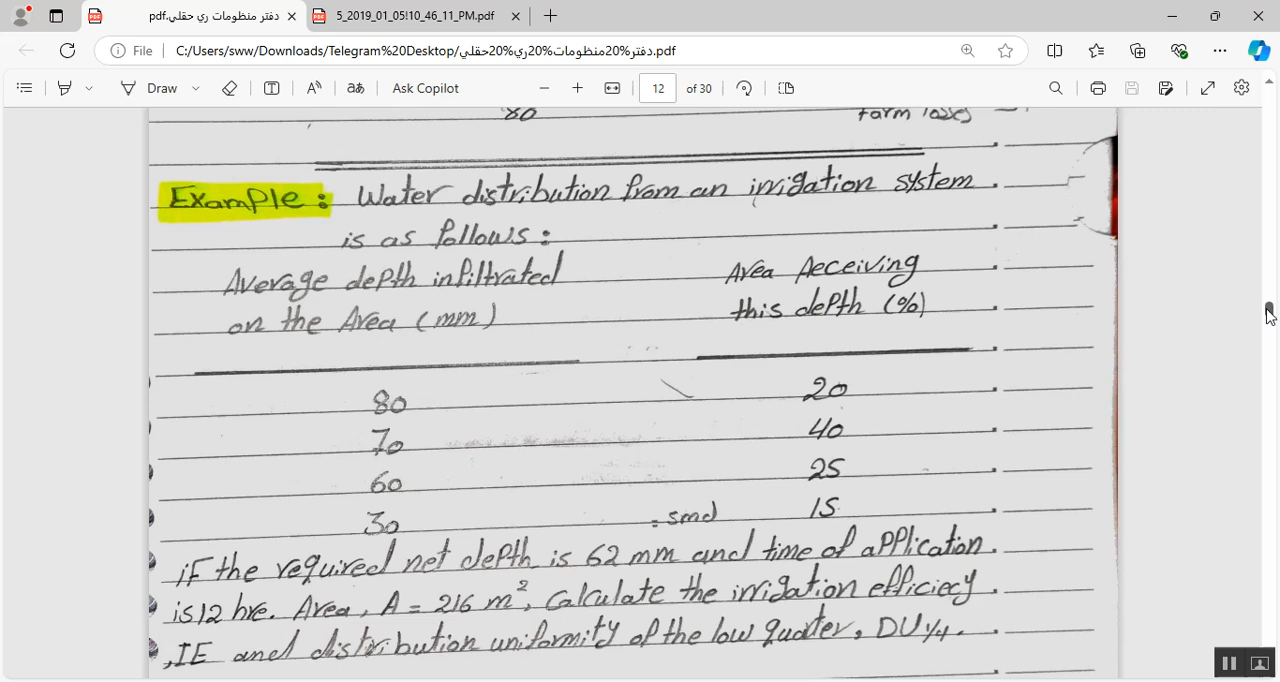 دفتر منظومات ري حقلي.pdf
5_2019_01_05!10_46_11_PM.pdf
File
C:/Users/sww/Downloads/Telegram%20Desktop/دفتر%20منظومات%20ري%20حقلي.pdf
Draw
Ask Copilot
12 of 30
80 farm losses
Example: Water distribution from an irrigation system
is as follows:
Average depth infiltrated Area Receiving
on the Area (mm) this depth (%)
80 20
70 40
60 25
30 = smd 15
if the required net depth is 62 mm and time of application
is 12 hre. Area, A = 216 m², Calculate the irrigation efficiecy
, IE and distribution uniformity of the low quater, DU1/4.